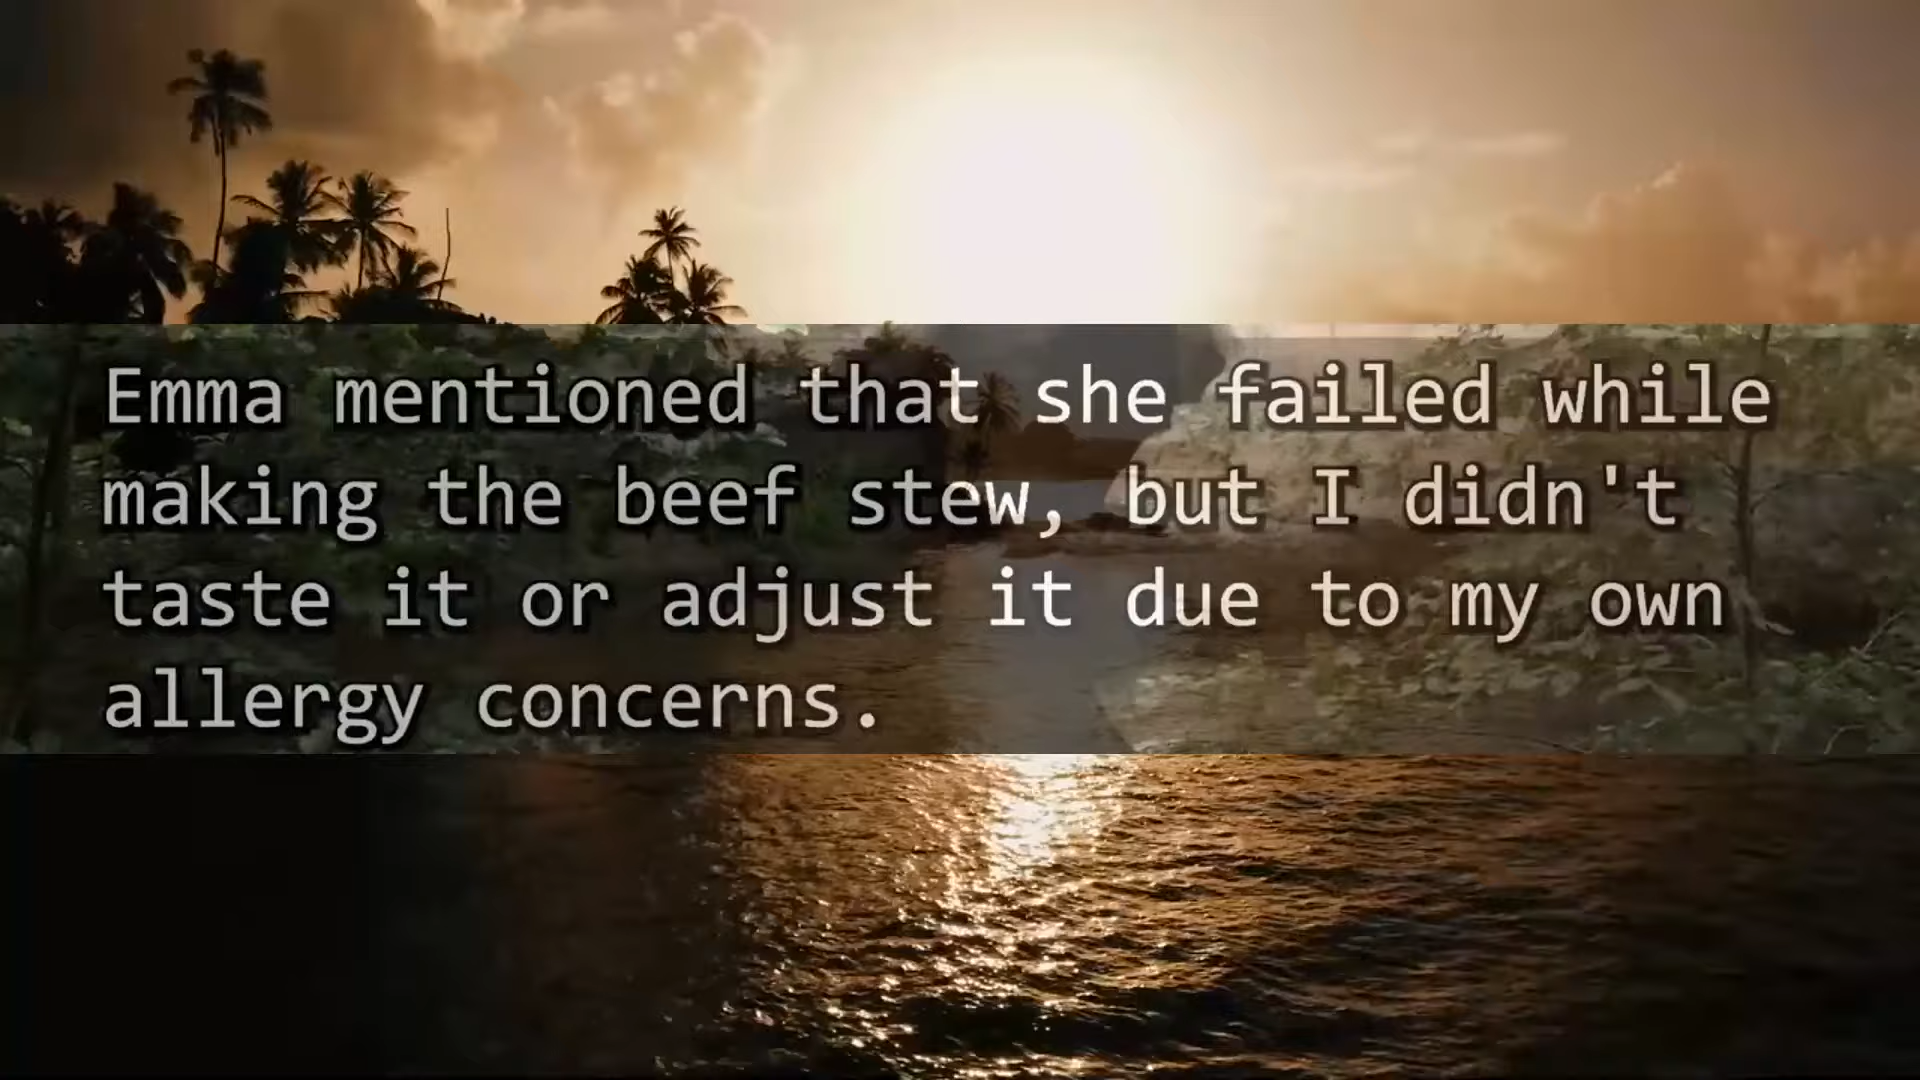 Emma mentioned that she failed while
making the beef stew, but I didn't
taste it or adjust it due to my own
allergy concerns.